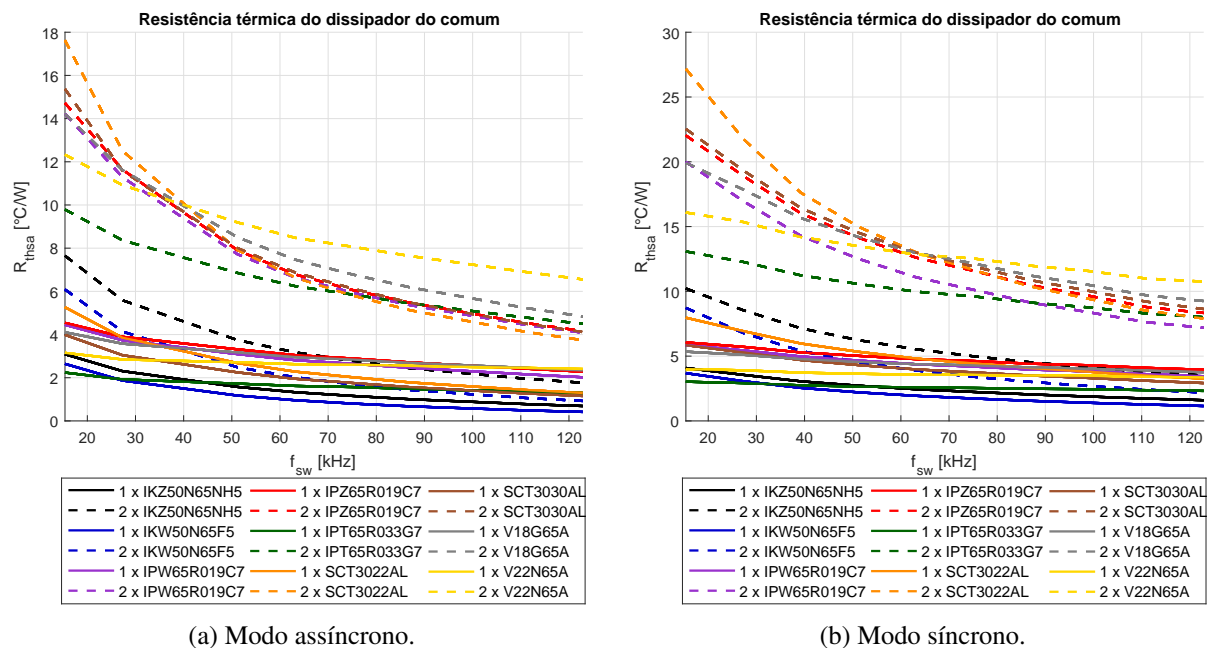 Resistência térmica do dissipador do comum
18
16
14
12
10
8
6
4
2
0
R_thsa [°C/W]
20 30 40 50 60 70 80 90 100 110 120
f_sw [kHz]
1 x IKZ50N65NH5 1 x IPZ65R019C7 1 x SCT3030AL
2 x IKZ50N65NH5 2 x IPZ65R019C7 2 x SCT3030AL
1 x IKW50N65F5 1 x IPT65R033G7 1 x V18G65A
2 x IKW50N65F5 2 x IPT65R033G7 2 x V18G65A
1 x IPW65R019C7 1 x SCT3022AL 1 x V22N65A
2 x IPW65R019C7 2 x SCT3022AL 2 x V22N65A
(a) Modo assíncrono.
Resistência térmica do dissipador do comum
30
25
20
15
10
5
0
R_thsa [°C/W]
20 30 40 50 60 70 80 90 100 110 120
f_sw [kHz]
1 x IKZ50N65NH5 1 x IPZ65R019C7 1 x SCT3030AL
2 x IKZ50N65NH5 2 x IPZ65R019C7 2 x SCT3030AL
1 x IKW50N65F5 1 x IPT65R033G7 1 x V18G65A
2 x IKW50N65F5 2 x IPT65R033G7 2 x V18G65A
1 x IPW65R019C7 1 x SCT3022AL 1 x V22N65A
2 x IPW65R019C7 2 x SCT3022AL 2 x V22N65A
(b) Modo síncrono.